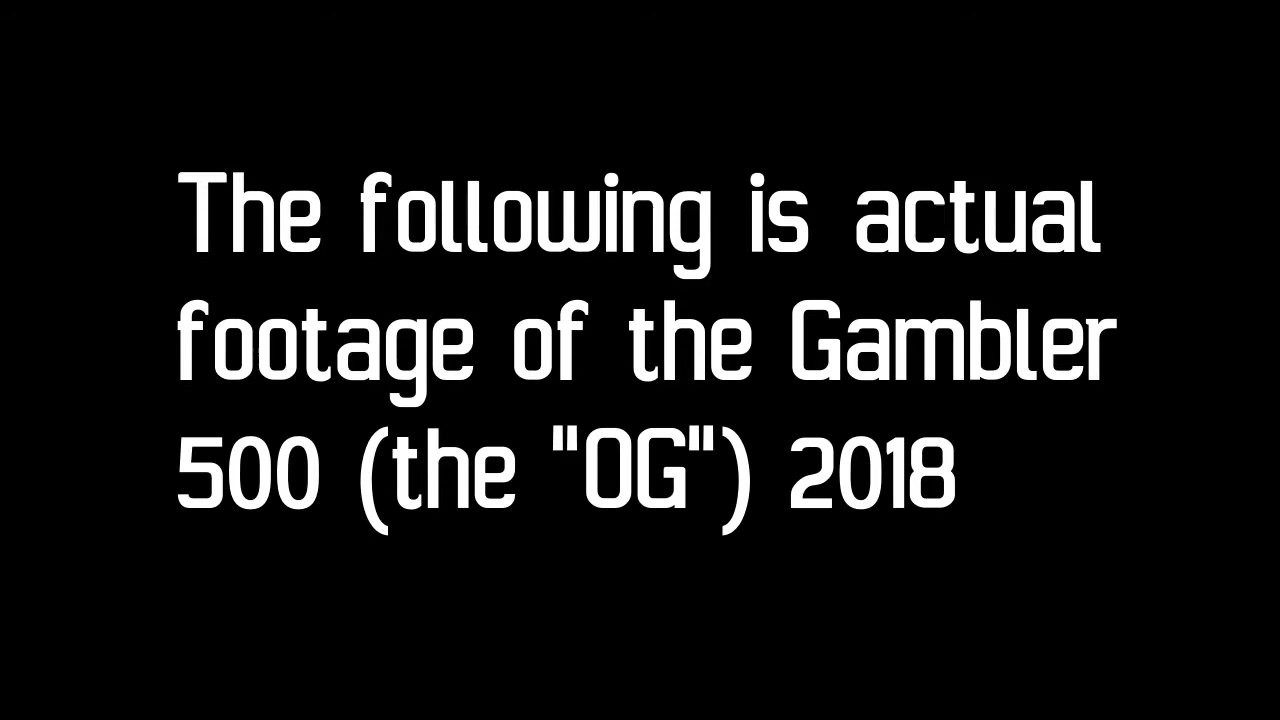 The following is actual
footage of the Gambler
500 (the "OG") 2018